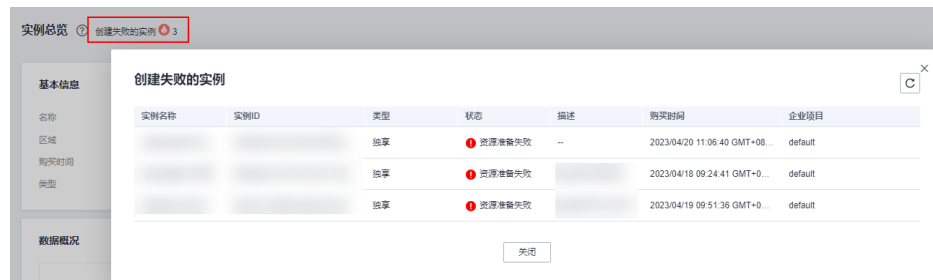 实例总览 ? 创建失败的实例 3
创建失败的实例
基本信息
名称
区域
购买时间
类型
数据概况
实例名称 实例ID 类型 状态 描述 购买时间 企业项目
独享 资源准备失败 -- 2023/04/20 11:06:40 GMT+08... default
独享 资源准备失败 2023/04/18 09:24:41 GMT+0... default
独享 资源准备失败 2023/04/19 09:51:36 GMT+0... default
关闭